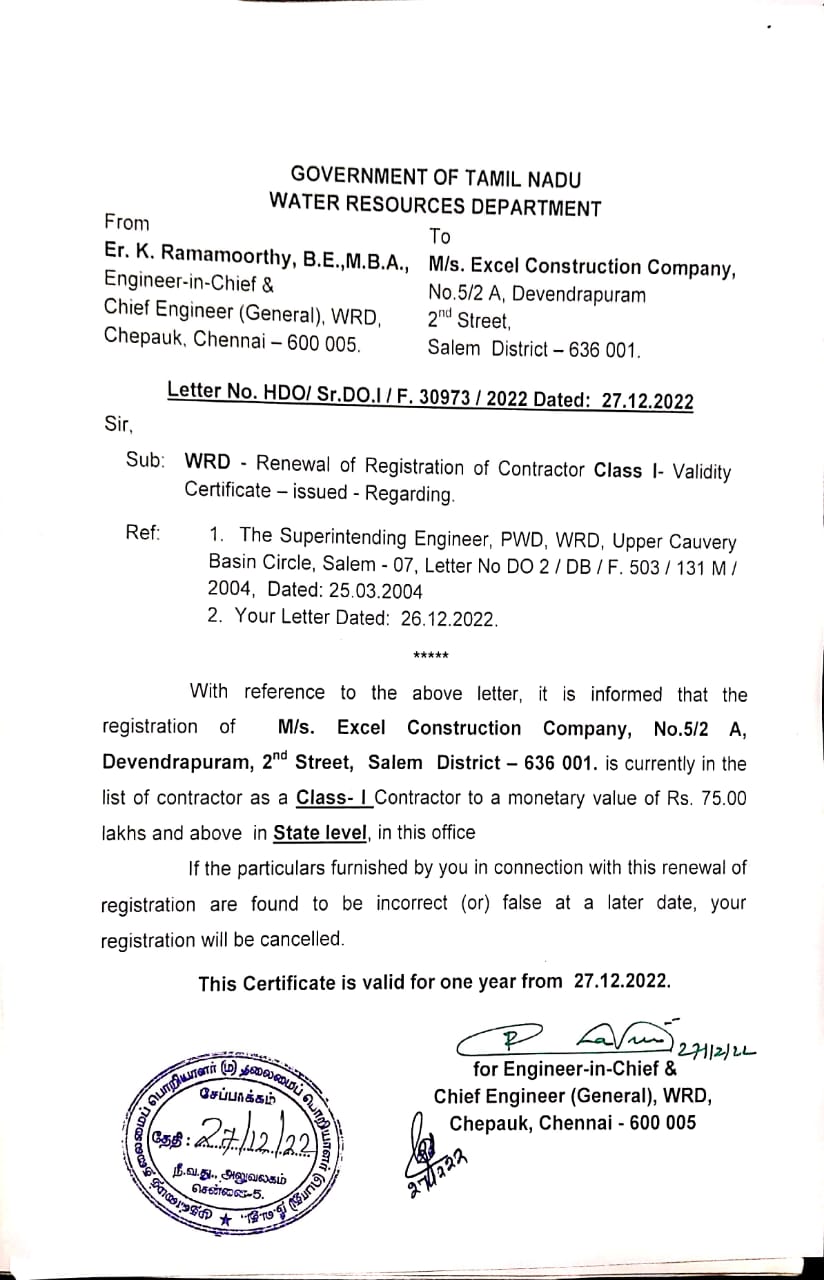 GOVERNMENT OF TAMIL NADU
WATER RESOURCES DEPARTMENT
From
Er. K. Ramamoorthy, B.E.,M.B.A.,
Engineer-in-Chief &
Chief Engineer (General), WRD,
Chepauk, Chennai – 600 005.
To
M/s. Excel Construction Company,
No.5/2 A, Devendrapuram
2nd Street,
Salem District – 636 001.
Letter No. HDO/ Sr.DO.I / F. 30973 / 2022 Dated: 27.12.2022
Sir,
Sub: WRD - Renewal of Registration of Contractor Class I- Validity
Certificate – issued - Regarding.
Ref: 1. The Superintending Engineer, PWD, WRD, Upper Cauvery
Basin Circle, Salem - 07, Letter No DO 2 / DB / F. 503 / 131 M /
2004, Dated: 25.03.2004
2. Your Letter Dated: 26.12.2022.
*****
With reference to the above letter, it is informed that the
registration of M/s. Excel Construction Company, No.5/2 A,
Devendrapuram, 2nd Street, Salem District – 636 001. is currently in the
list of contractor as a Class- I Contractor to a monetary value of Rs. 75.00
lakhs and above in State level, in this office
If the particulars furnished by you in connection with this renewal of
registration are found to be incorrect (or) false at a later date, your
registration will be cancelled.
This Certificate is valid for one year from 27.12.2022.
27/12/22
for Engineer-in-Chief &
Chief Engineer (General), WRD,
Chepauk, Chennai - 600 005
தலைமைப் பொறியாளர் (ம) தலைமைப் பொறியாளர் (பொது)
சேப்பாக்கம்
தேதி : 27/12/22
நீ.வ.து., அலுவலகம்
சென்னை-5.